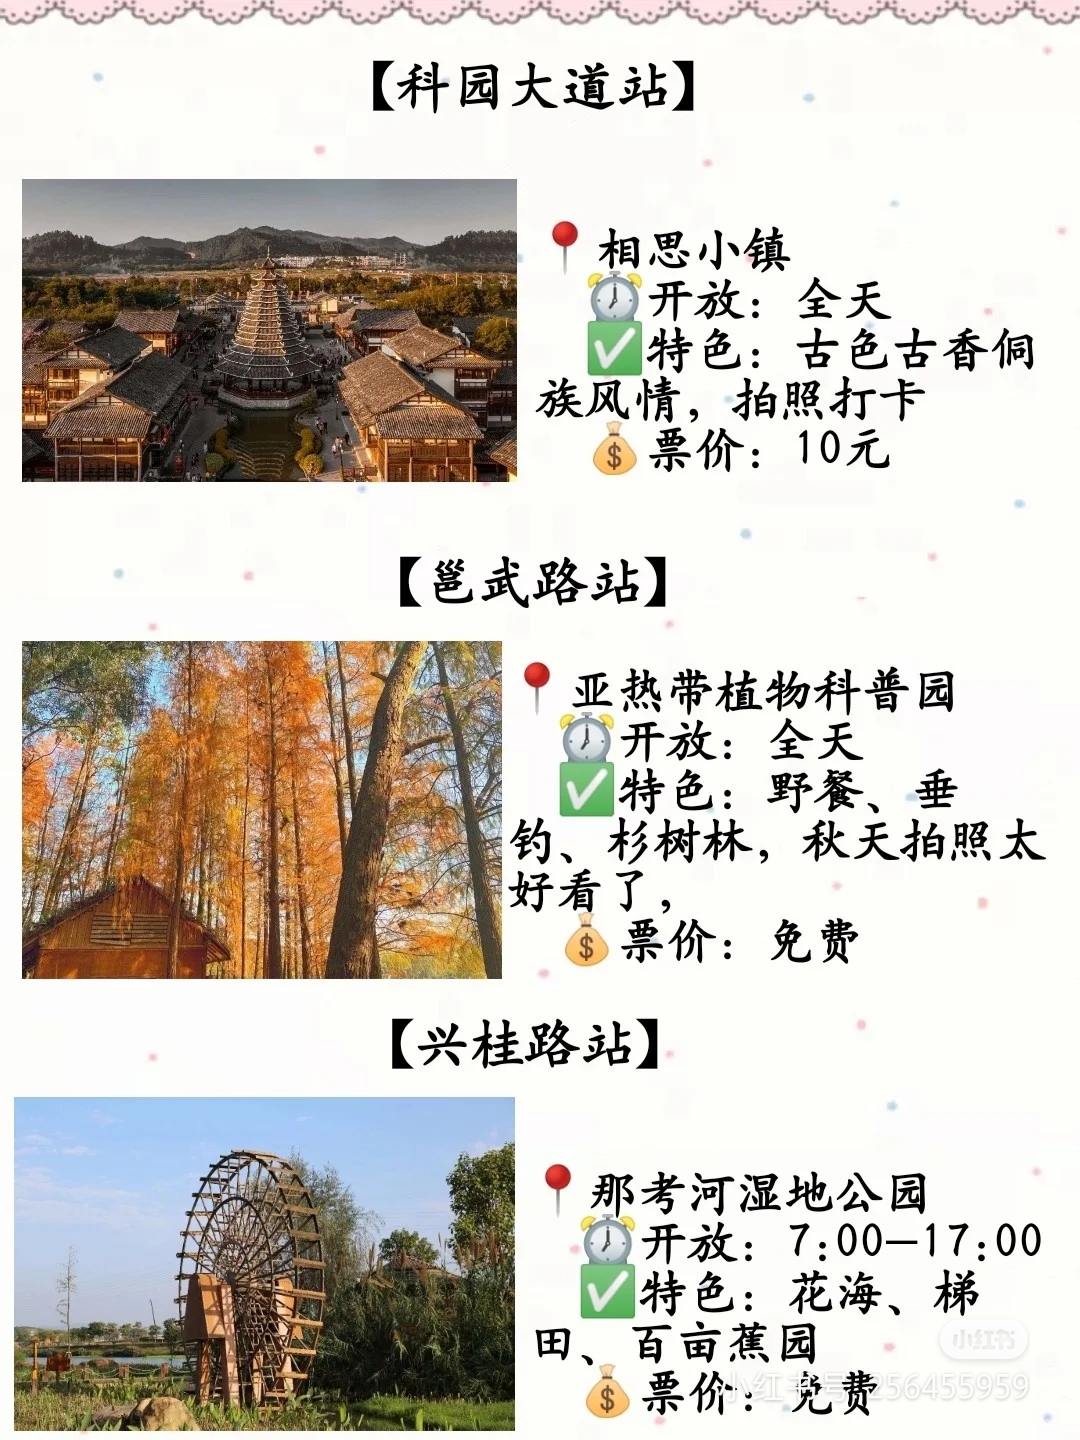 【科园大道站】
相思小镇
开放：全天
特色：古色古香侗
族风情，拍照打卡
票价：10元
【邕武路站】
亚热带植物科普园
开放：全天
特色：野餐、垂
钓、杉树林，秋天拍照太
好看了，
票价：免费
【兴桂路站】
那考河湿地公园
开放：7:00—17:00
特色：花海、梯
田、百亩蕉园
票价：免费
小红书
小红书号：256455959